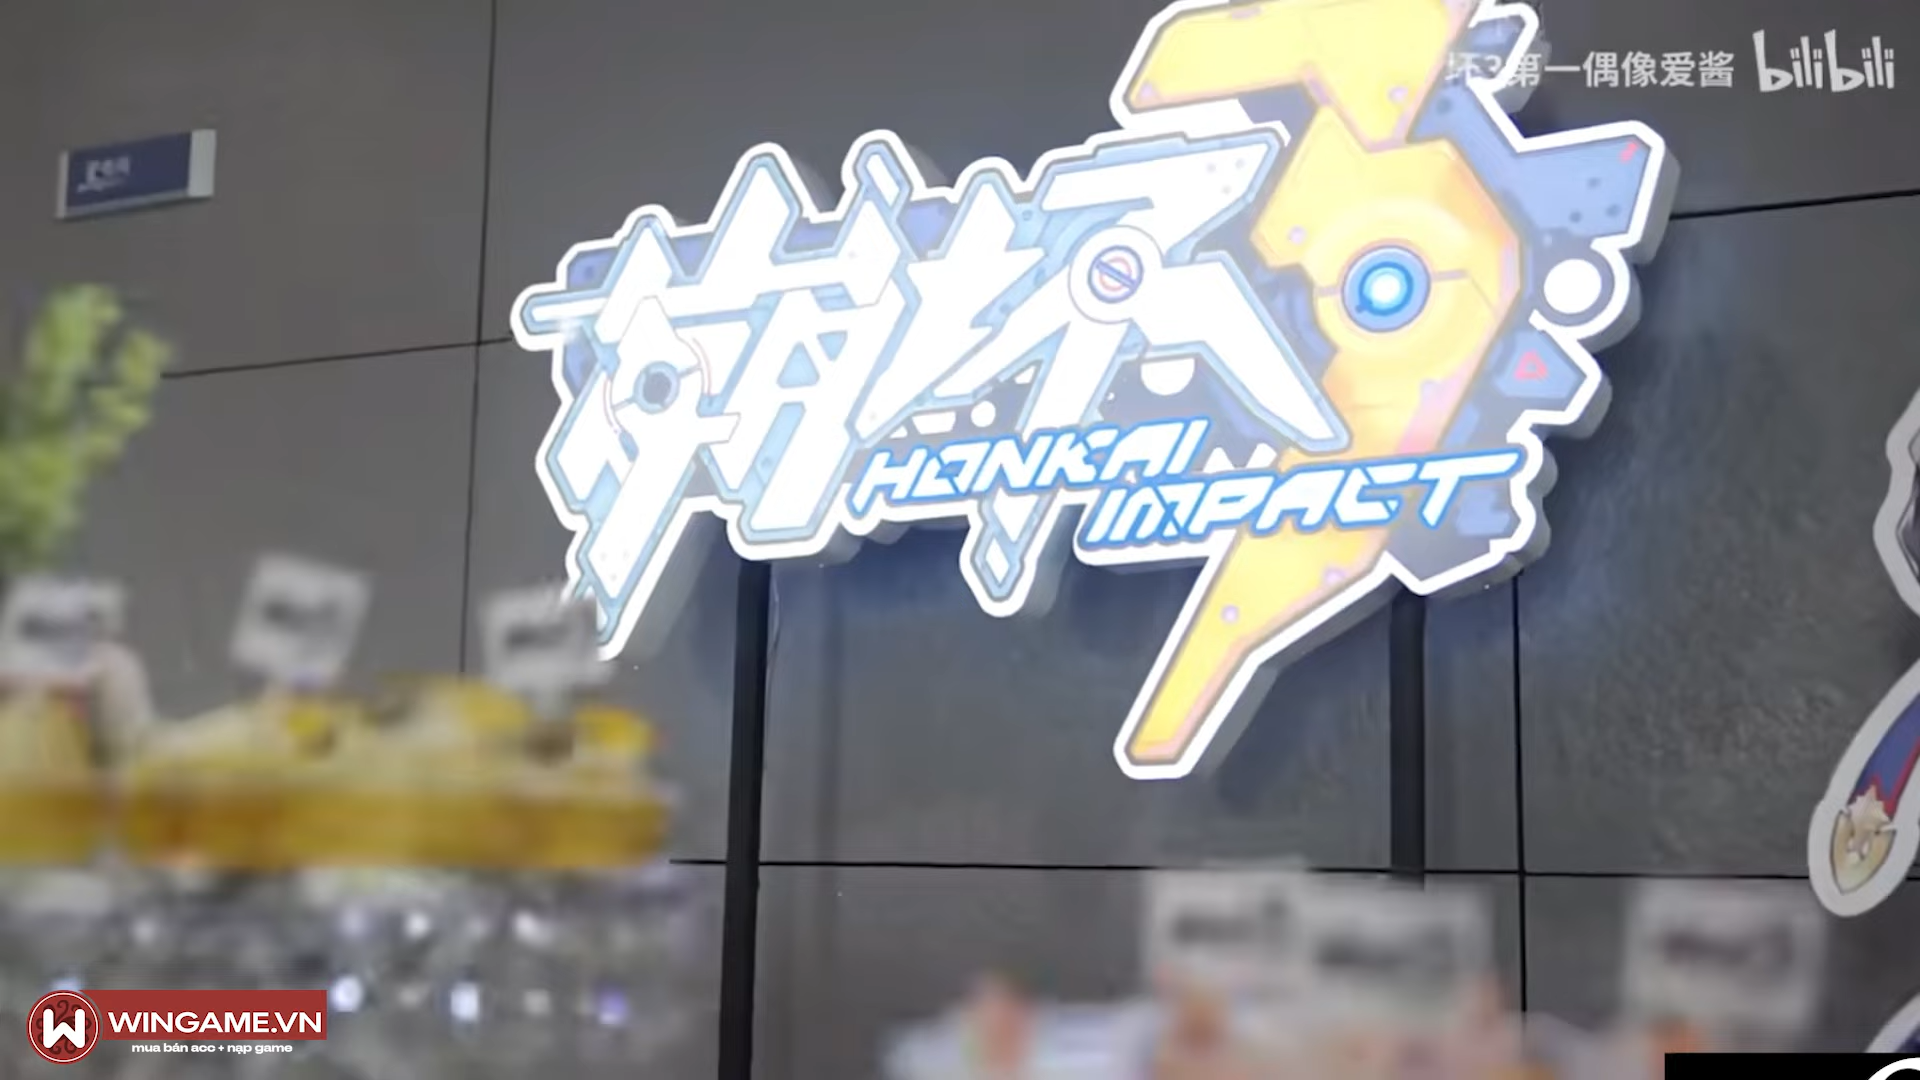 坏3第一偶像爱酱 bilibili
崩坏3
HONKAI
IMPACT
WINGAME.VN
mua bán acc + nạp game